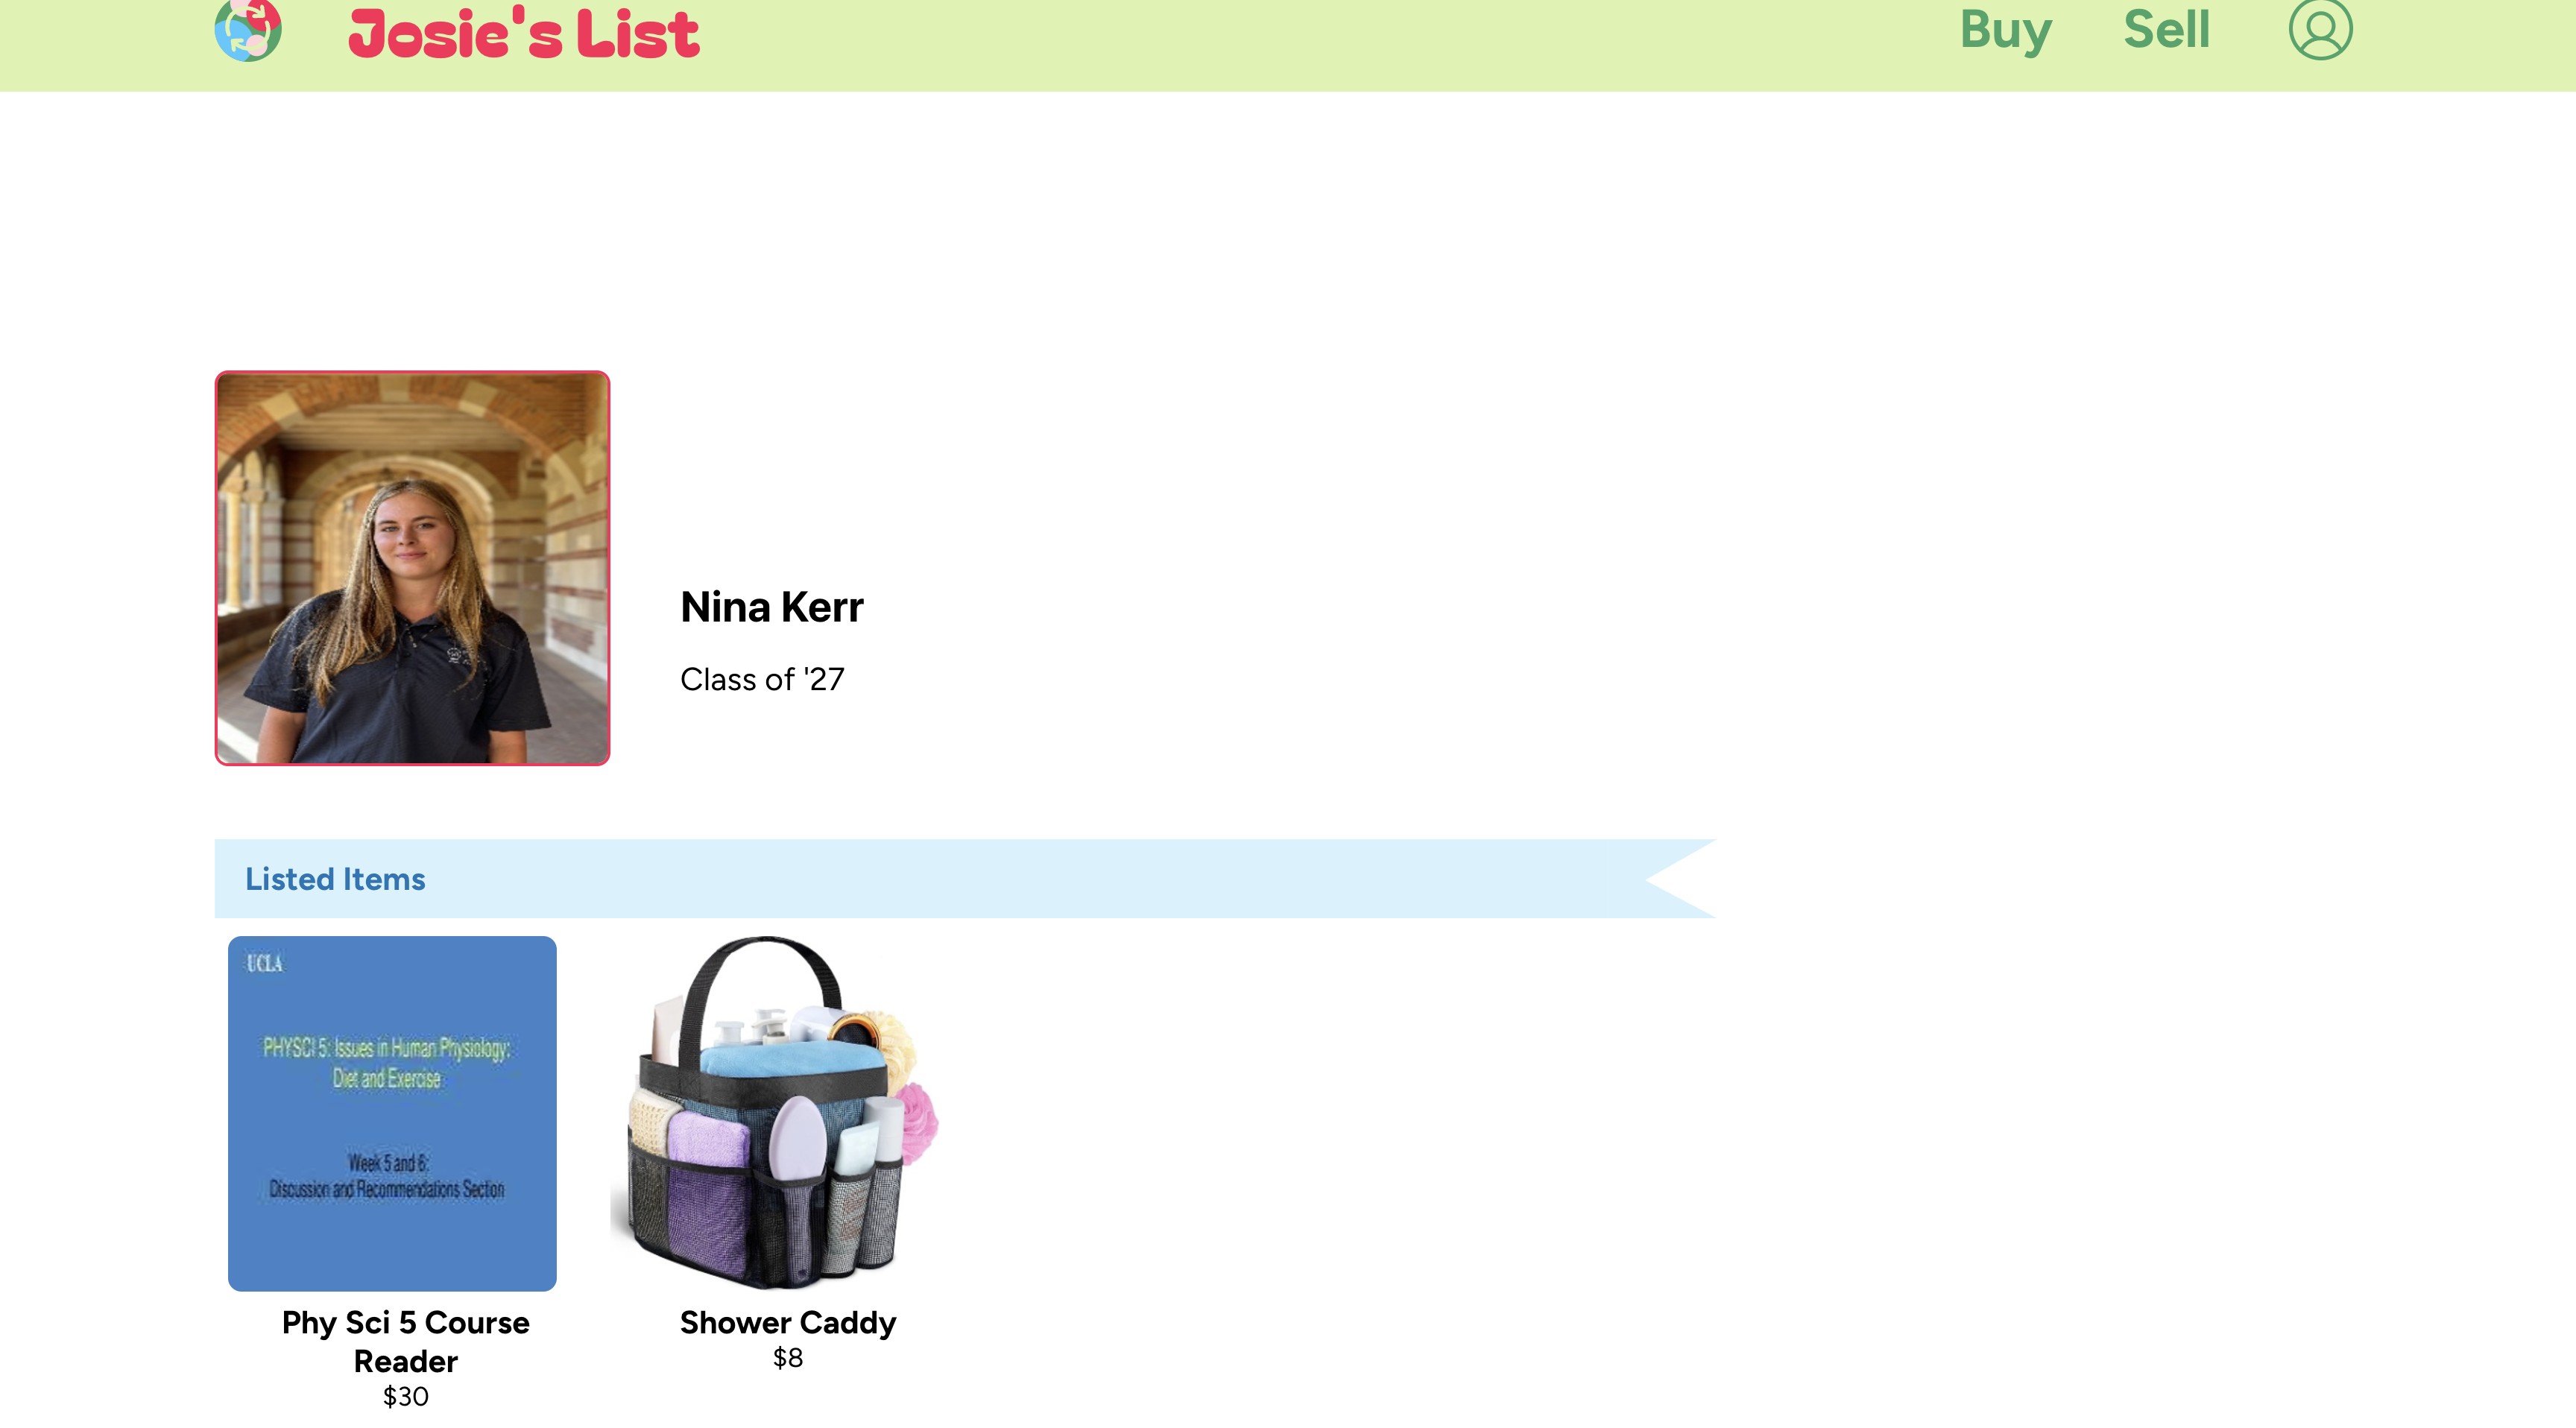 Josie's List
Buy
Sell
Nina Kerr
Class of '27
Listed Items
UCLA
PHYSCI 5: Issues in Human Physiology:
Diet and Exercise
Week 5 and 6:
Discussion and Recommendations Section
Phy Sci 5 Course
Reader
$30
Shower Caddy
$8